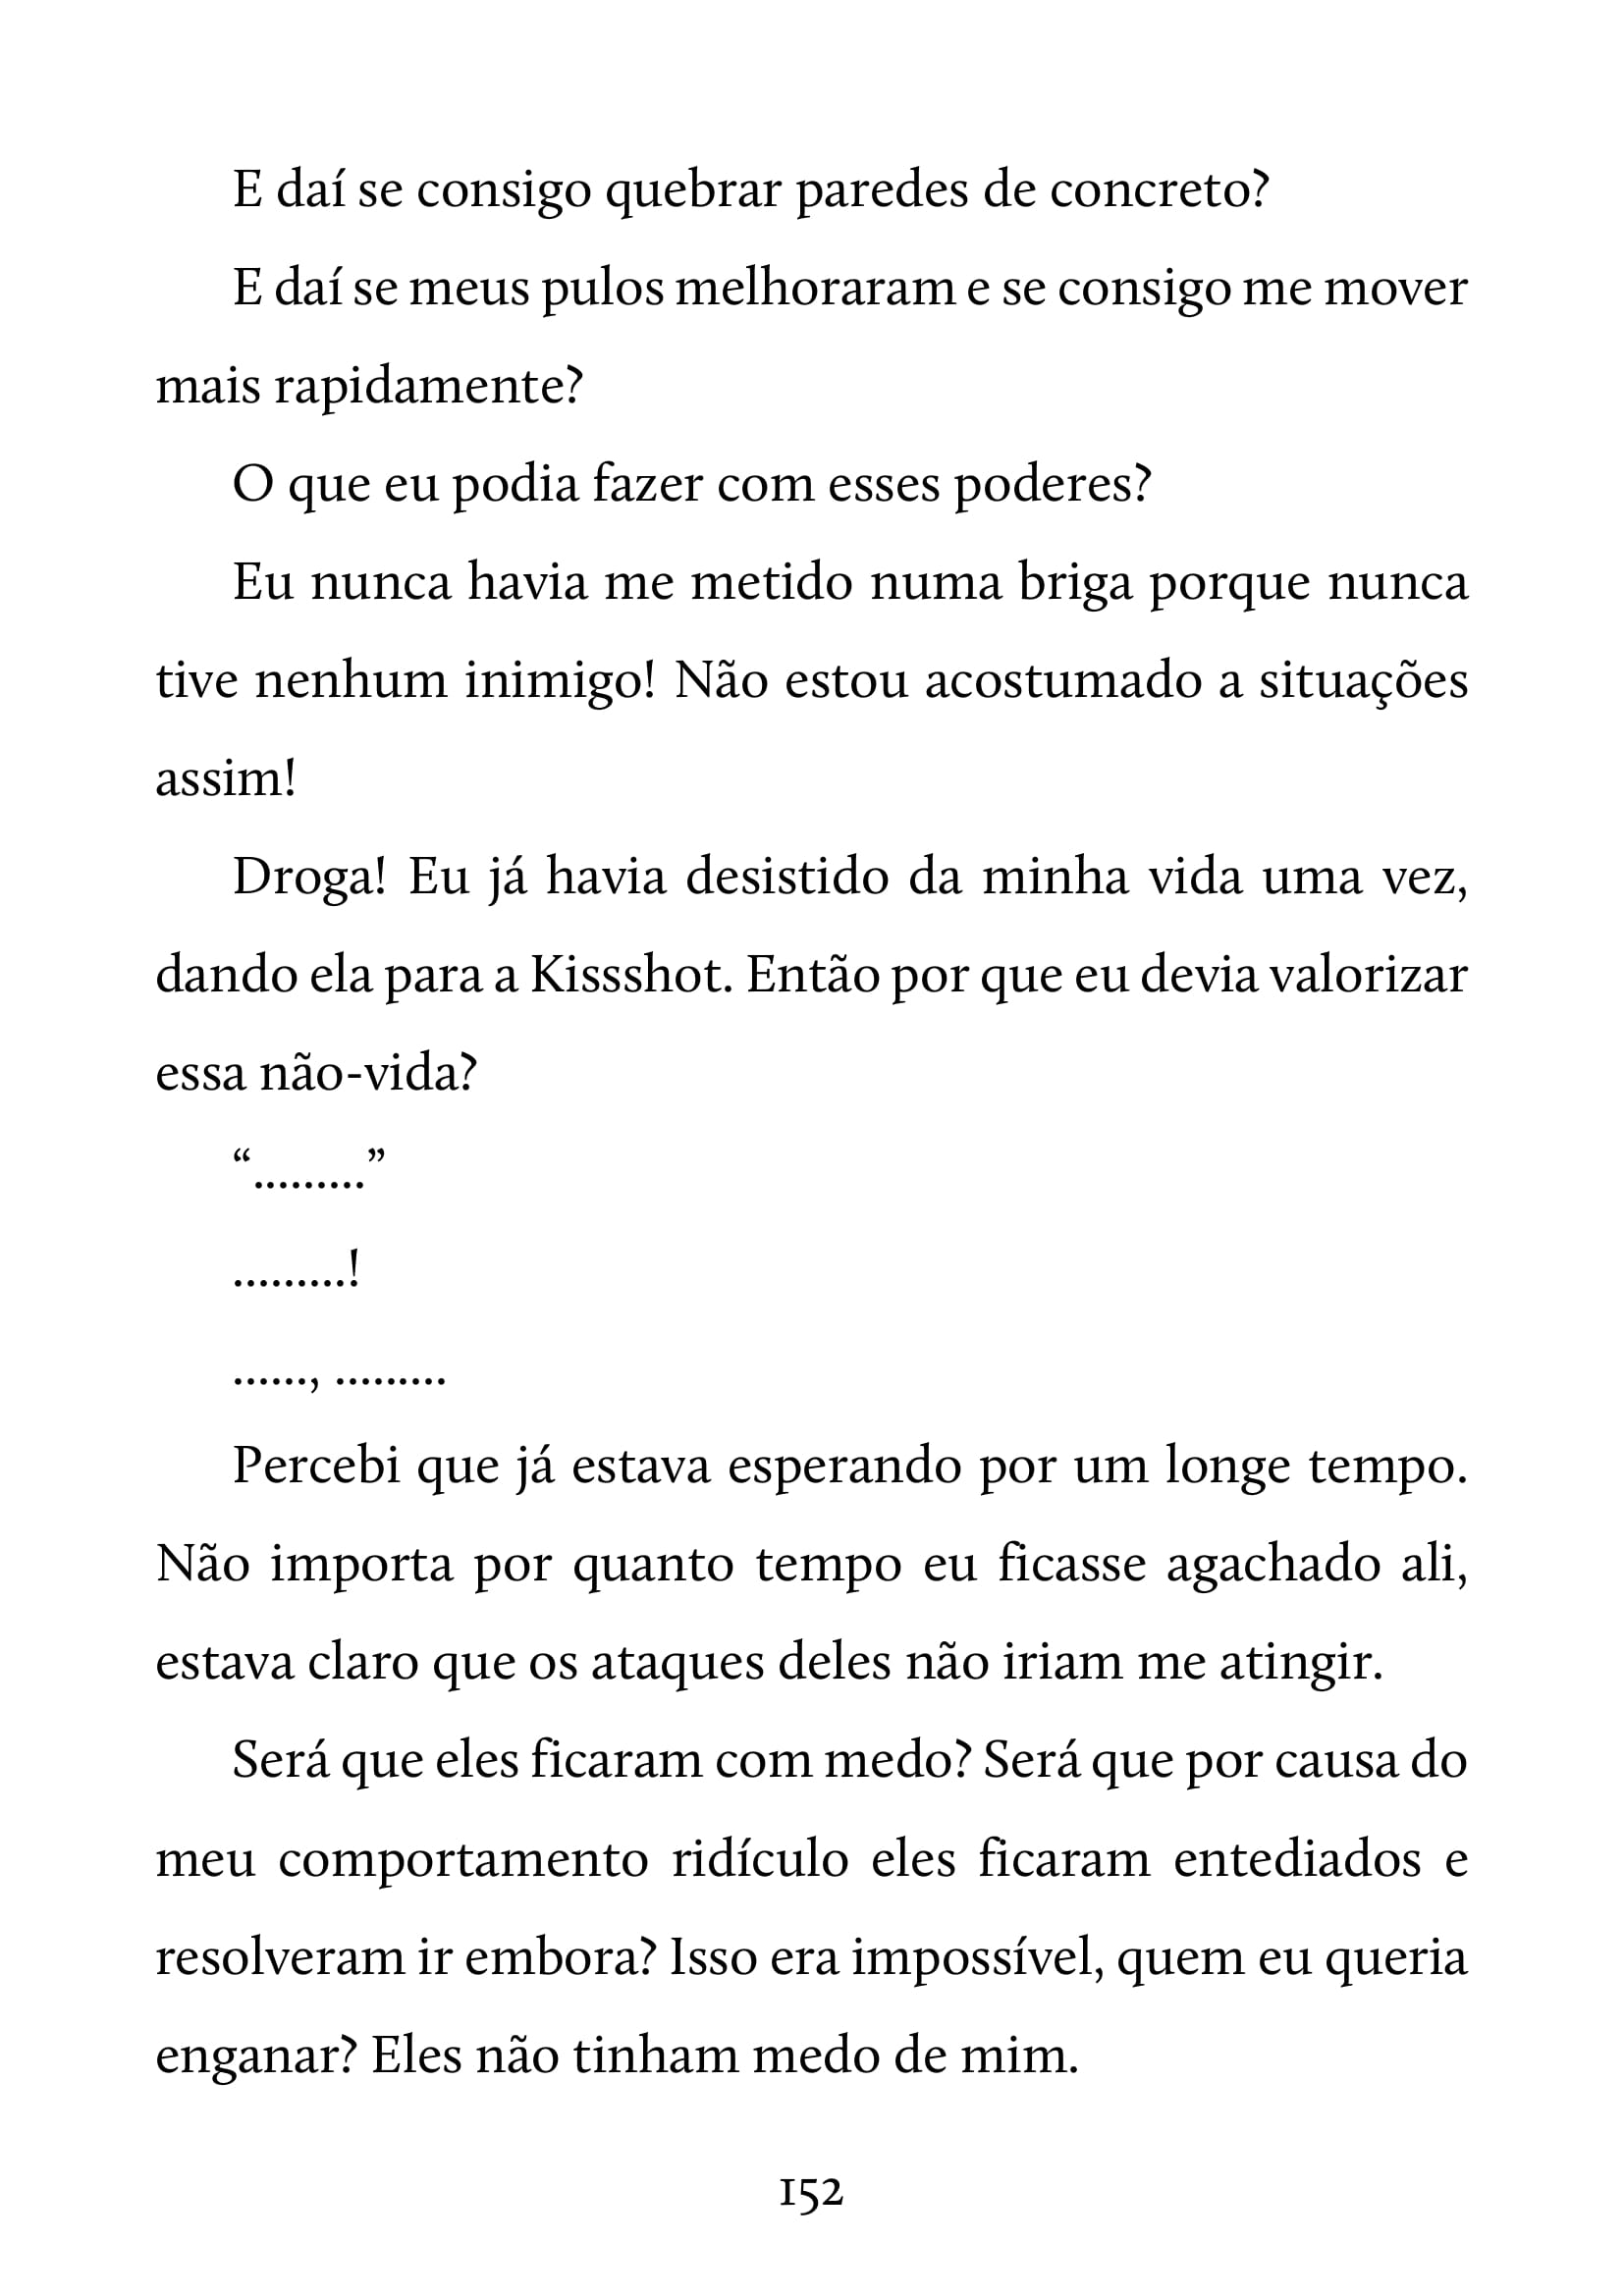 E daí se consigo quebrar paredes de concreto?
E daí se meus pulos melhoraram e se consigo me mover
mais rapidamente?
O que eu podia fazer com esses poderes?
Eu nunca havia me metido numa briga porque nunca
tive nenhum inimigo! Não estou acostumado a situações
assim!
Droga! Eu já havia desistido da minha vida uma vez,
dando ela para a Kissshot. Então por que eu devia valorizar
essa não-vida?
“.........”
.........!
......, .........
Percebi que já estava esperando por um longe tempo.
Não importa por quanto tempo eu ficasse agachado ali,
estava claro que os ataques deles não iriam me atingir.
Será que eles ficaram com medo? Será que por causa do
meu comportamento ridículo eles ficaram entediados e
resolveram ir embora? Isso era impossível, quem eu queria
enganar? Eles não tinham medo de mim.
152